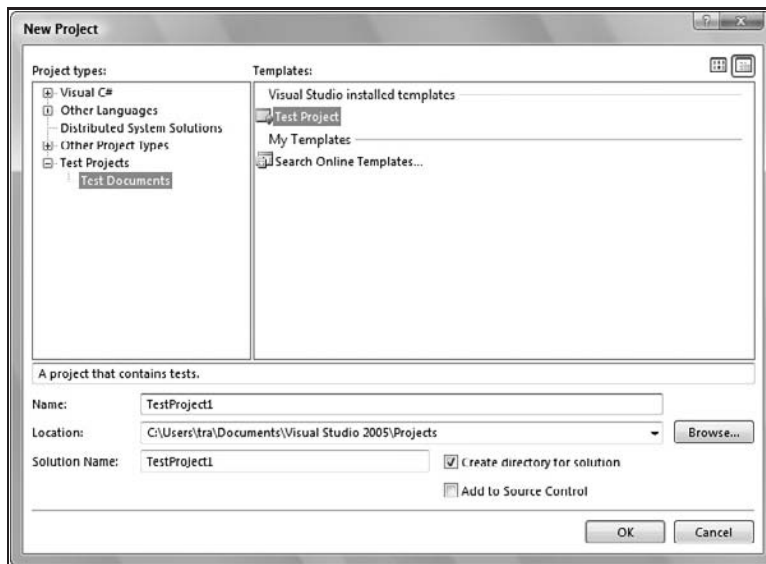 New Project
Project types:
Visual C#
Other Languages
Distributed System Solutions
Other Project Types
Test Projects
Test Documents
Templates:
Visual Studio installed templates
Test Project
My Templates
Search Online Templates...
A project that contains tests.
Name:
TestProject1
Location:
C:\Users\tra\Documents\Visual Studio 2005\Projects
Browse...
Solution Name:
TestProject1
Create directory for solution
Add to Source Control
OK
Cancel